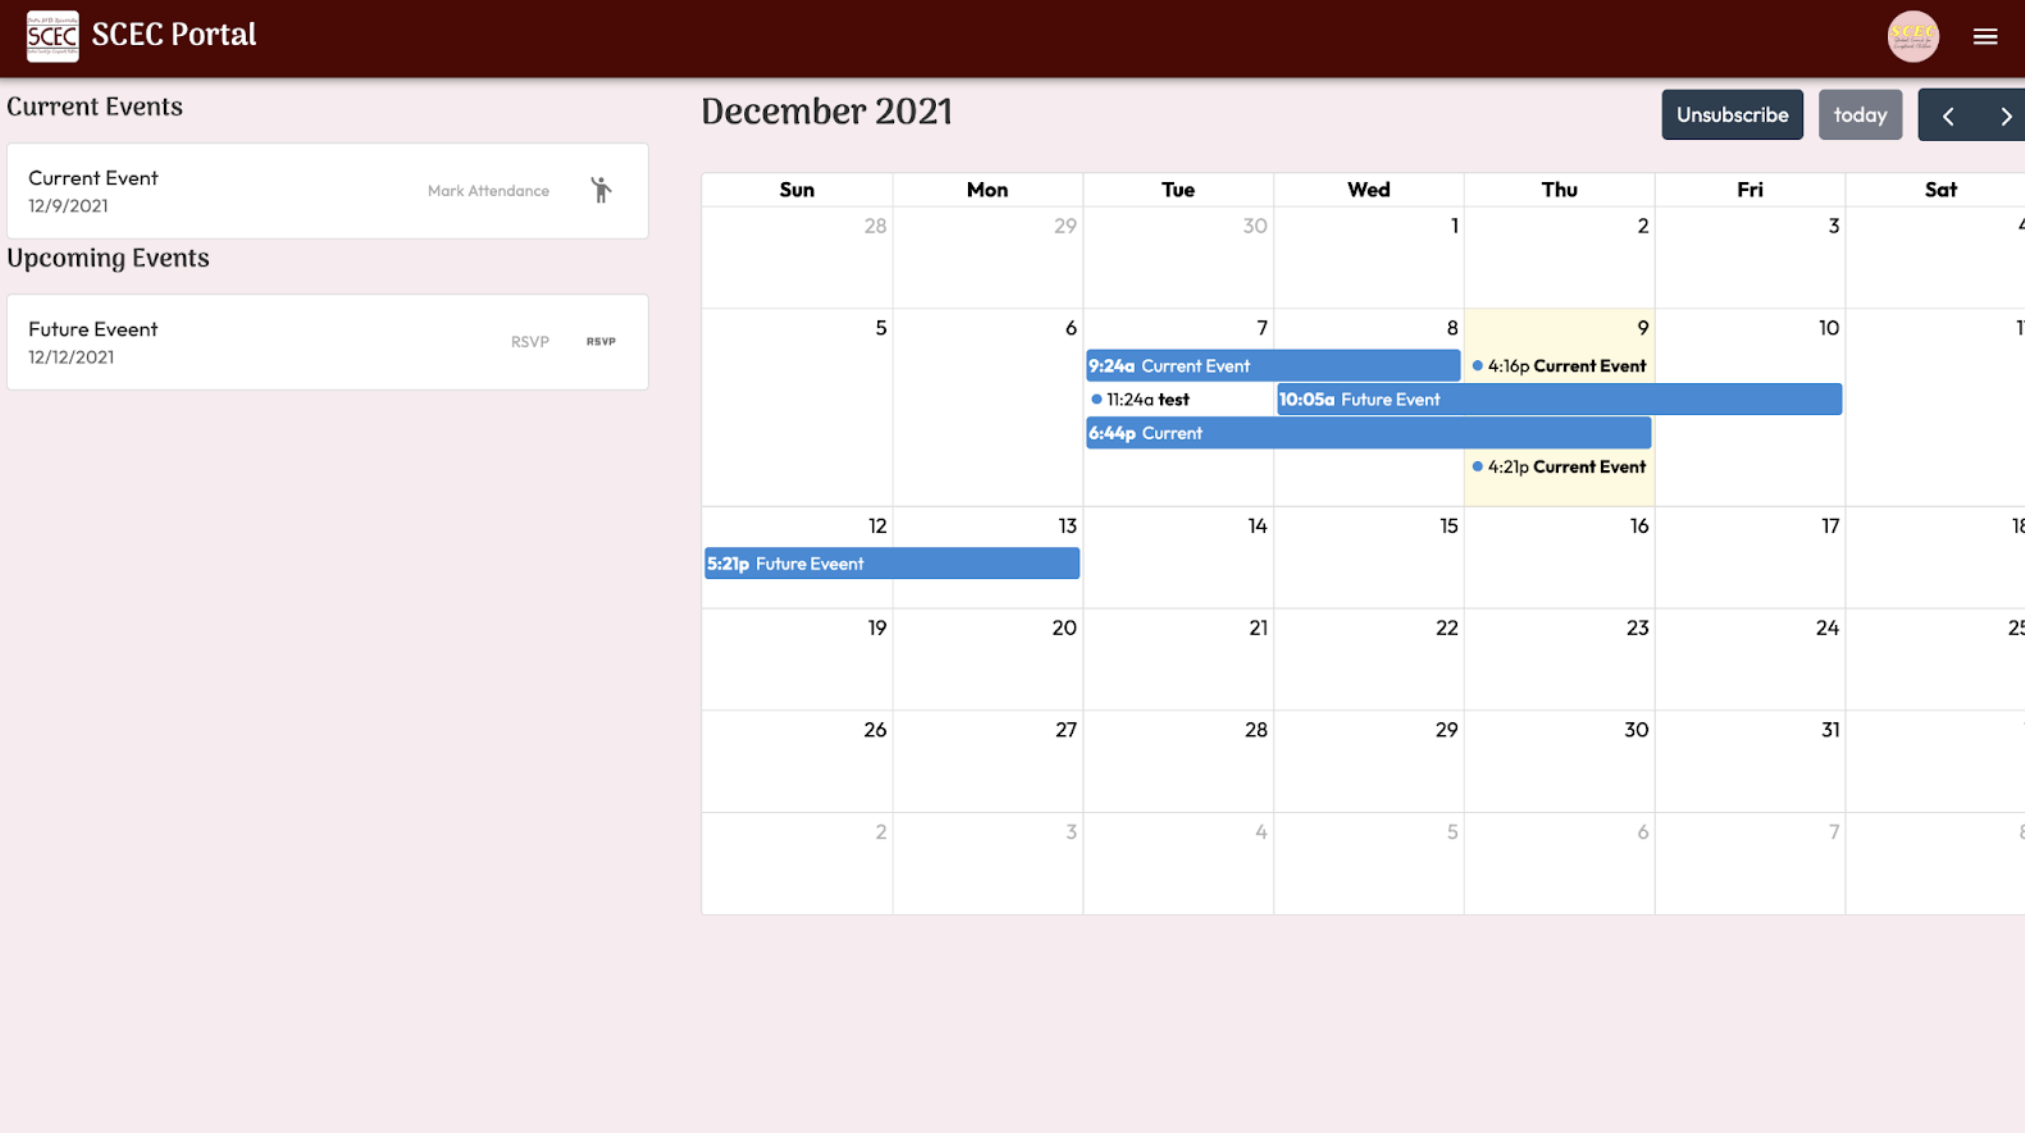 SCEC
SCEC Portal
SCEC
Current Events
Current Event
12/9/2021
Mark Attendance
Upcoming Events
Future Eveent
12/12/2021
RSVP
RSVP
December 2021
Unsubscribe
today
Sun Mon Tue Wed Thu Fri Sat
28 29 30 1 2 3 4
5 6 7 8 9 10
9:24a Current Event
4:16p Current Event
11:24a test
10:05a Future Event
6:44p Current
4:21p Current Event
12 13 14 15 16 17 18
5:21p Future Eveent
19 20 21 22 23 24 25
26 27 28 29 30 31
2 3 4 5 6 7 8